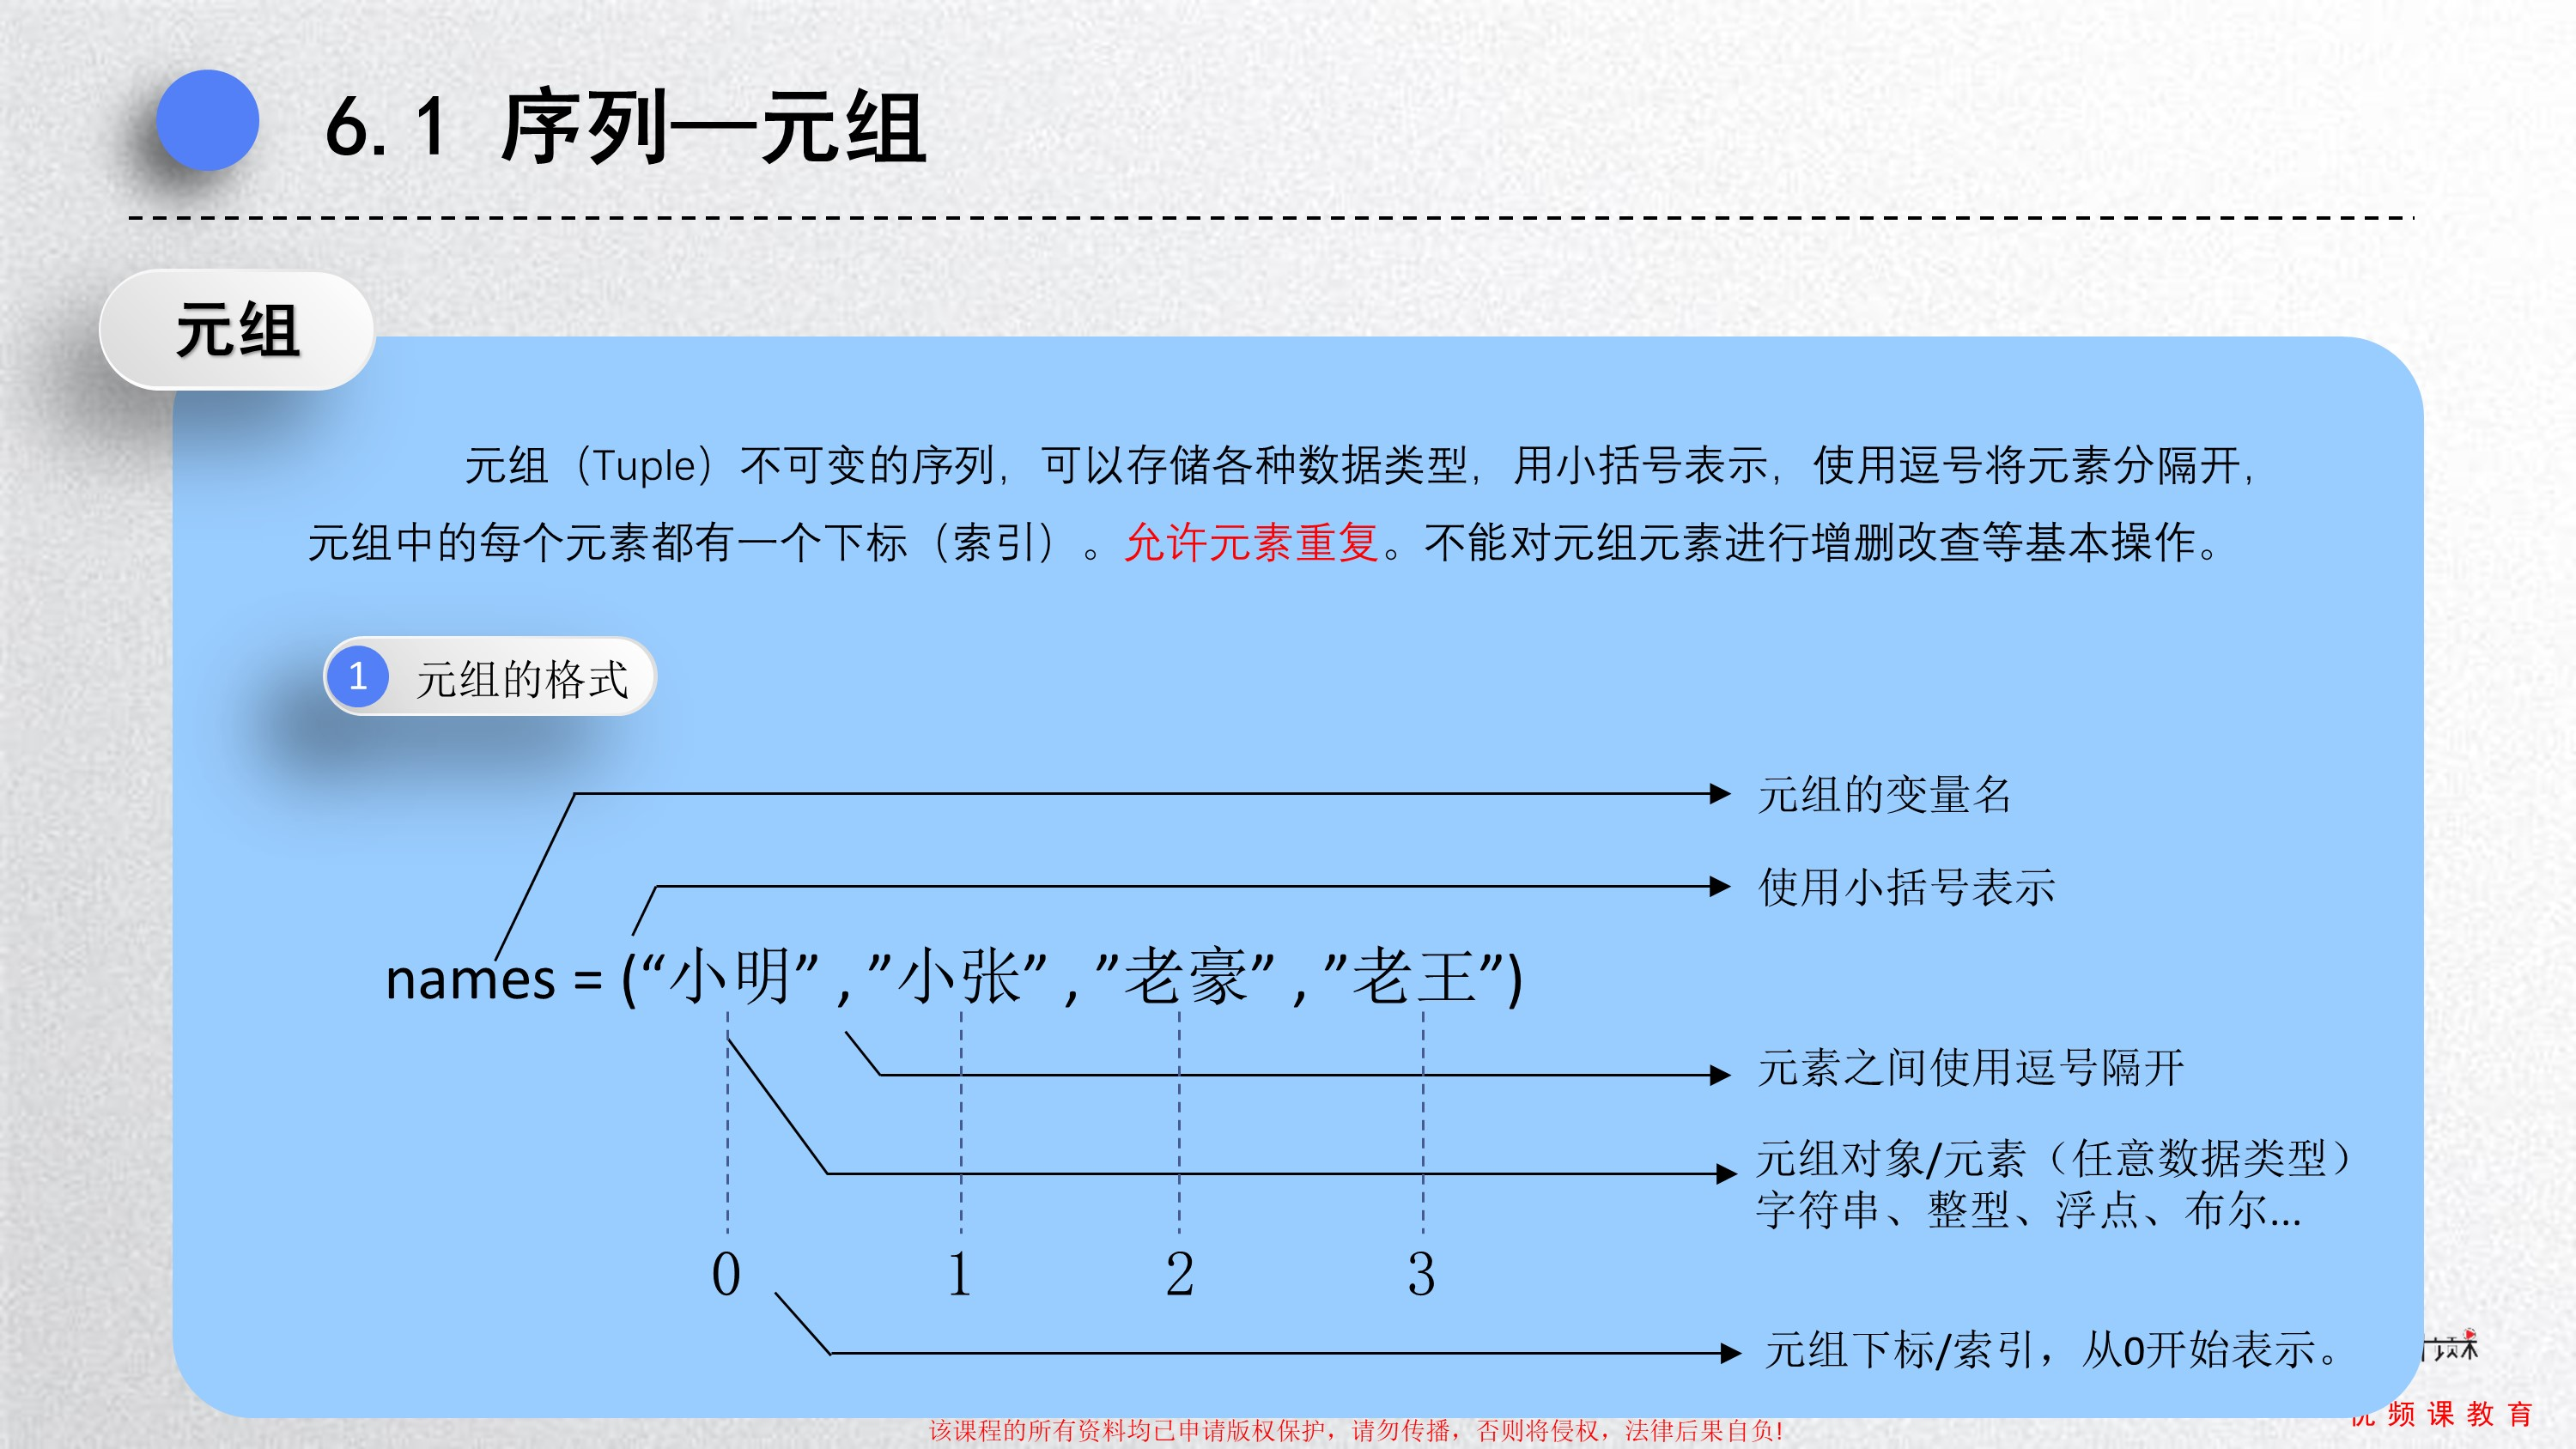 6.1 序列—元组
元组
元组（Tuple）不可变的序列，可以存储各种数据类型，用小括号表示，使用逗号将元素分隔开，
元组中的每个元素都有一个下标（索引）。允许元素重复。不能对元组元素进行增删改查等基本操作。
1 元组的格式
元组的变量名
使用小括号表示
names = (“小明” , ”小张” , ”老豪” , ”老王”)
元素之间使用逗号隔开
元组对象/元素（任意数据类型）
字符串、整型、浮点、布尔...
0 1 2 3
元组下标/索引，从0开始表示。
频课教育
该课程的所有资料均已申请版权保护，请勿传播，否则将侵权，法律后果自负!